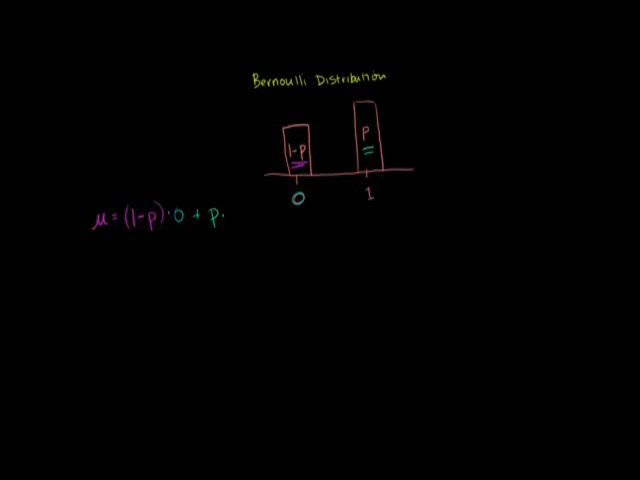 Bernoulli Distribution
1-p p
0 1
μ = (1-p)·0 + p·